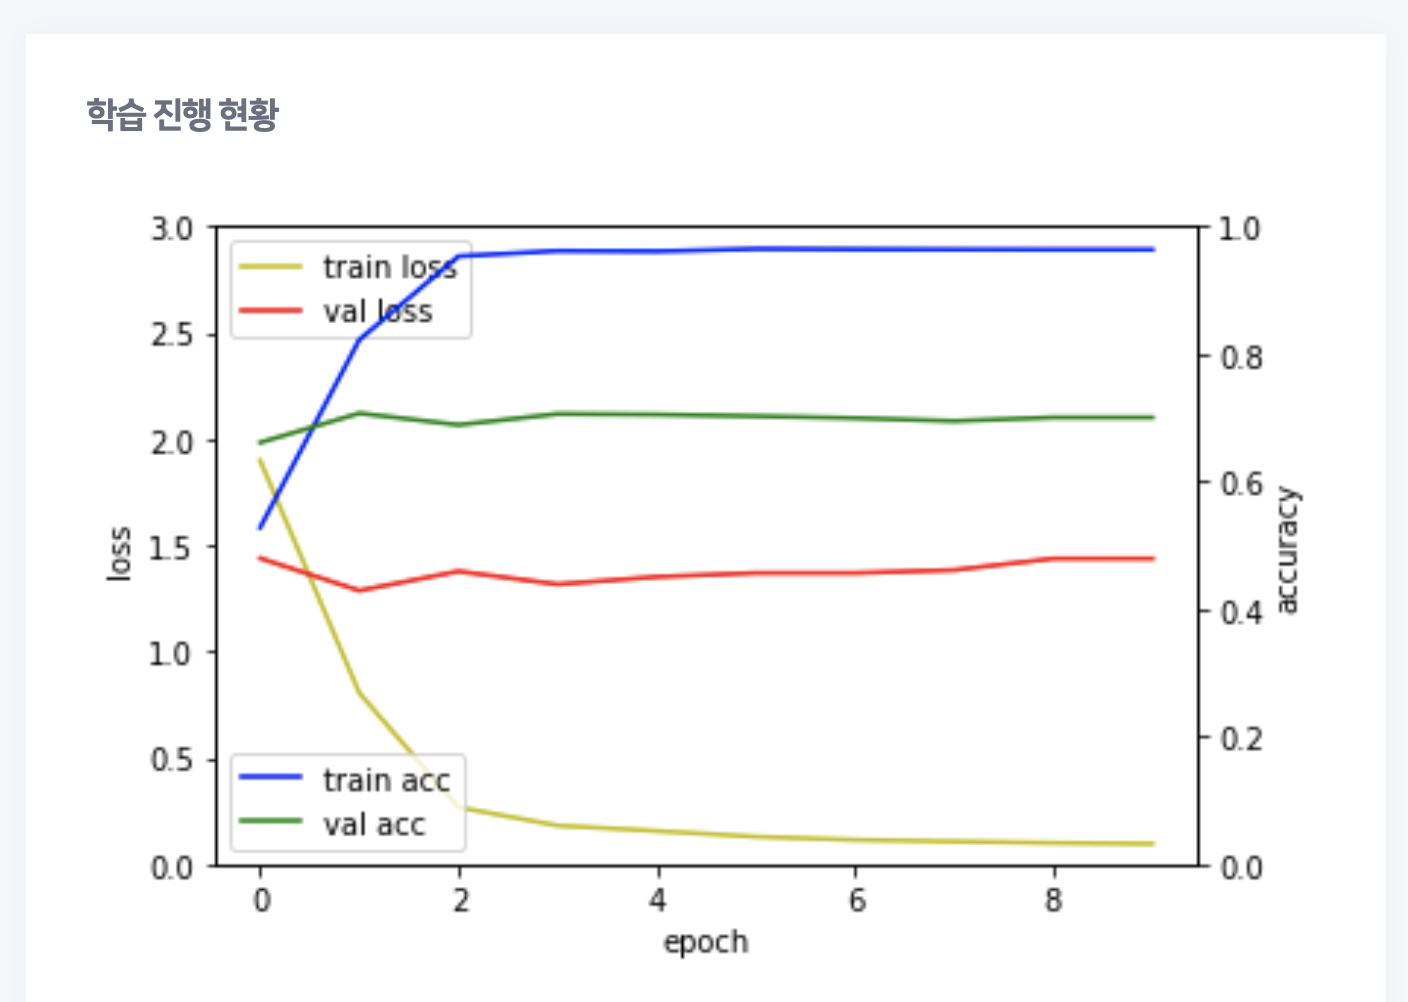 학습 진행 현황
3.0
2.5
2.0
1.5
1.0
0.5
0.0
loss
train loss
val loss
train acc
val acc
1.0
0.8
0.6
0.4
0.2
0.0
accuracy
0 2 4 6 8
epoch